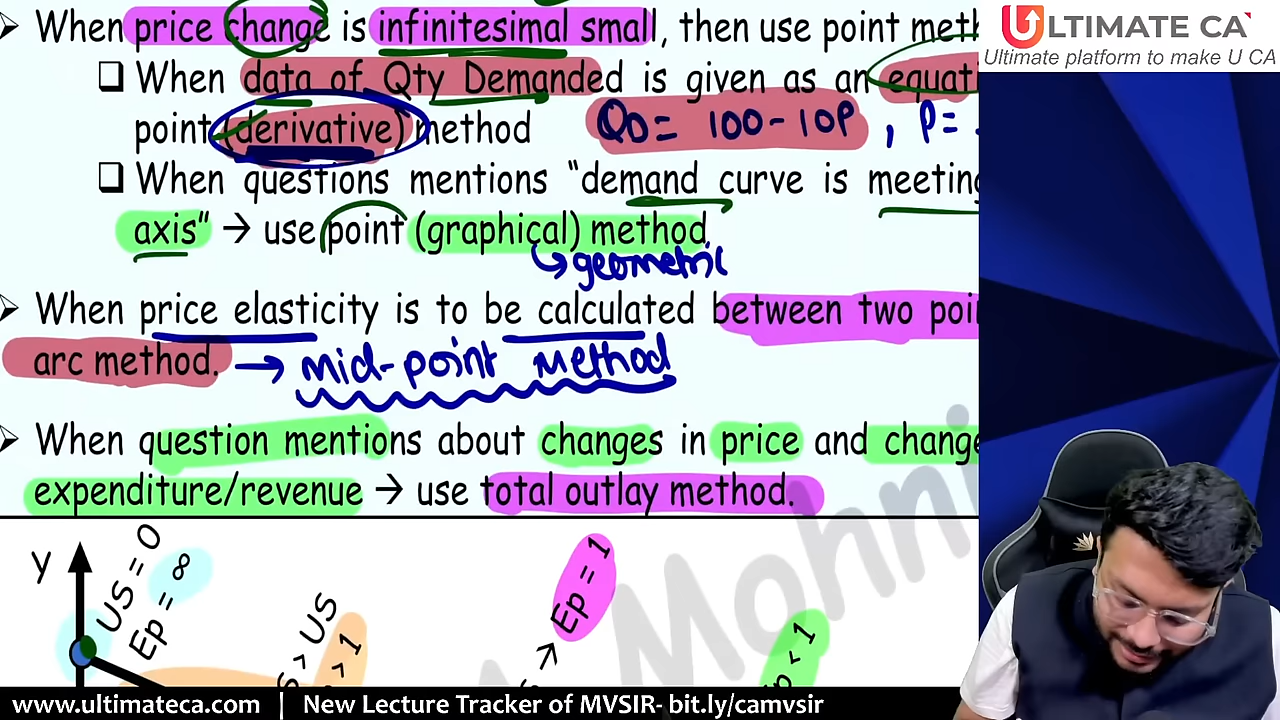 When price change is infinitesimal small, then use point
ULTIMATE CA
Ultimate platform to make U CA
❑ When data of Qty Demanded is given as an
point (derivative) method
QD = 100 - 10P , P =
❑ When questions mentions “demand curve is meeting
axis” → use point (graphical) method
↳ geometric
When price elasticity is to be calculated between two
arc method. → mid-point method
When question mentions about changes in price and
expenditure/revenue → use total outlay method.
Y
US = 0
Ep = ∞
> US
> 1
→ Ep = 1
< 1
Mohni
www.ultimateca.com | New Lecture Tracker of MVSIR- bit.ly/camvsir